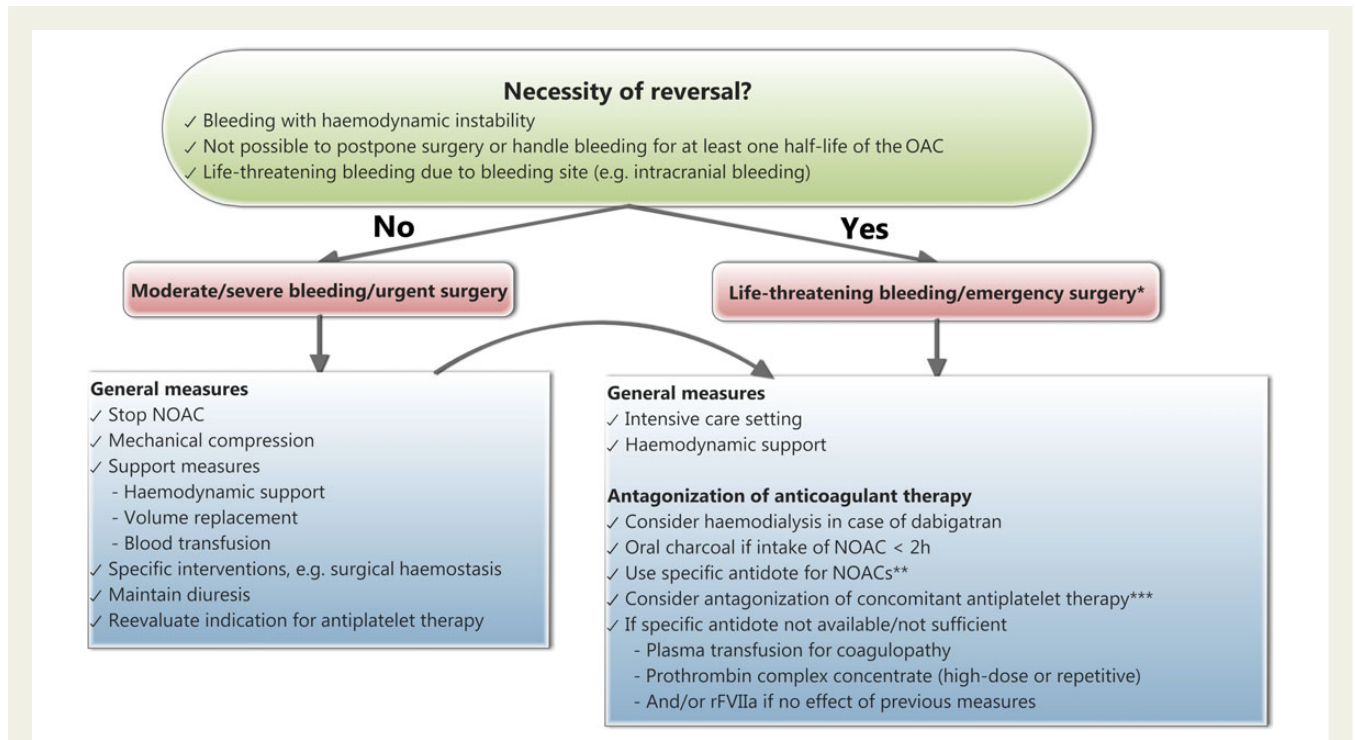 Necessity of reversal?
✓ Bleeding with haemodynamic instability
✓ Not possible to postpone surgery or handle bleeding for at least one half-life of the OAC
✓ Life-threatening bleeding due to bleeding site (e.g. intracranial bleeding)
No
Yes
Moderate/severe bleeding/urgent surgery
Life-threatening bleeding/emergency surgery*
General measures
✓ Stop NOAC
✓ Mechanical compression
✓ Support measures
- Haemodynamic support
- Volume replacement
- Blood transfusion
✓ Specific interventions, e.g. surgical haemostasis
✓ Maintain diuresis
✓ Reevaluate indication for antiplatelet therapy
General measures
✓ Intensive care setting
✓ Haemodynamic support
Antagonization of anticoagulant therapy
✓ Consider haemodialysis in case of dabigatran
✓ Oral charcoal if intake of NOAC < 2h
✓ Use specific antidote for NOACs**
✓ Consider antagonization of concomitant antiplatelet therapy***
✓ If specific antidote not available/not sufficient
- Plasma transfusion for coagulopathy
- Prothrombin complex concentrate (high-dose or repetitive)
- And/or rFVIIa if no effect of previous measures